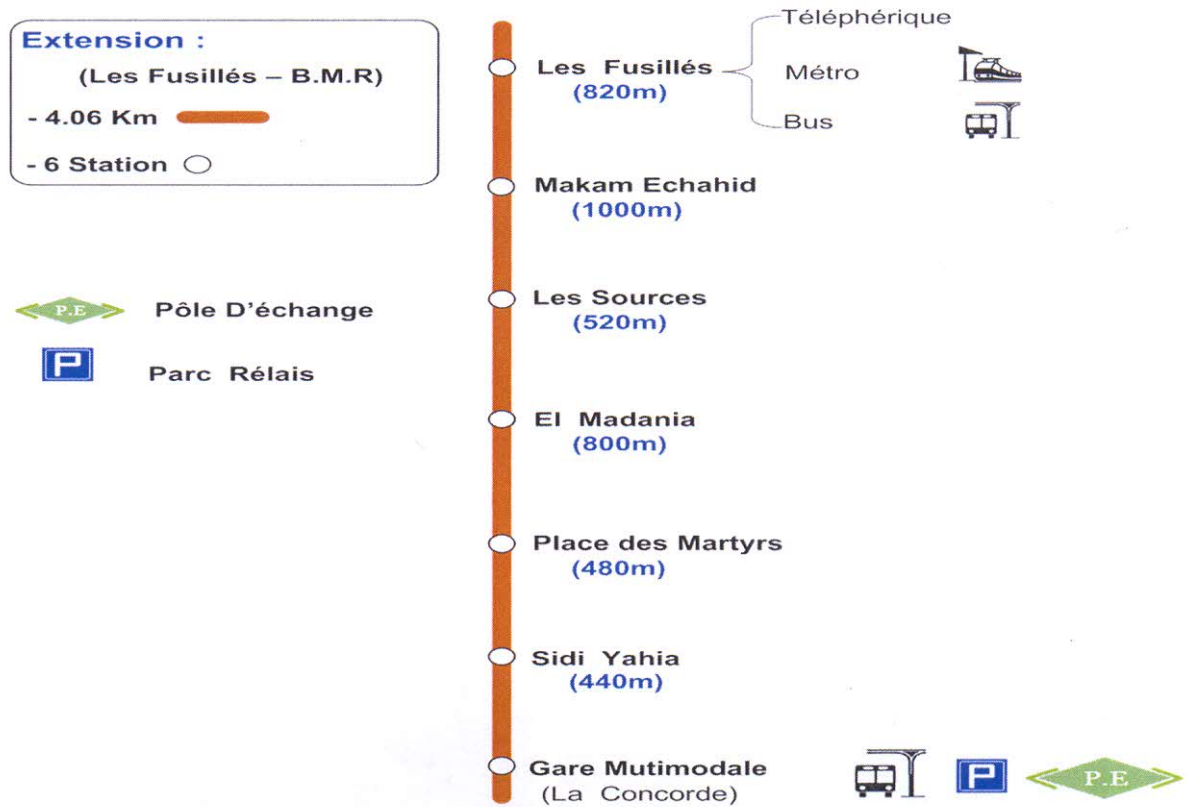 Extension :
(Les Fusillés – B.M.R)
- 4.06 Km
- 6 Station
P.E Pôle D'échange
P Parc Rélais
Les Fusillés
(820m)
Téléphérique
Métro
Bus
Makam Echahid
(1000m)
Les Sources
(520m)
El Madania
(800m)
Place des Martyrs
(480m)
Sidi Yahia
(440m)
Gare Mutimodale
(La Concorde)
P
P.E